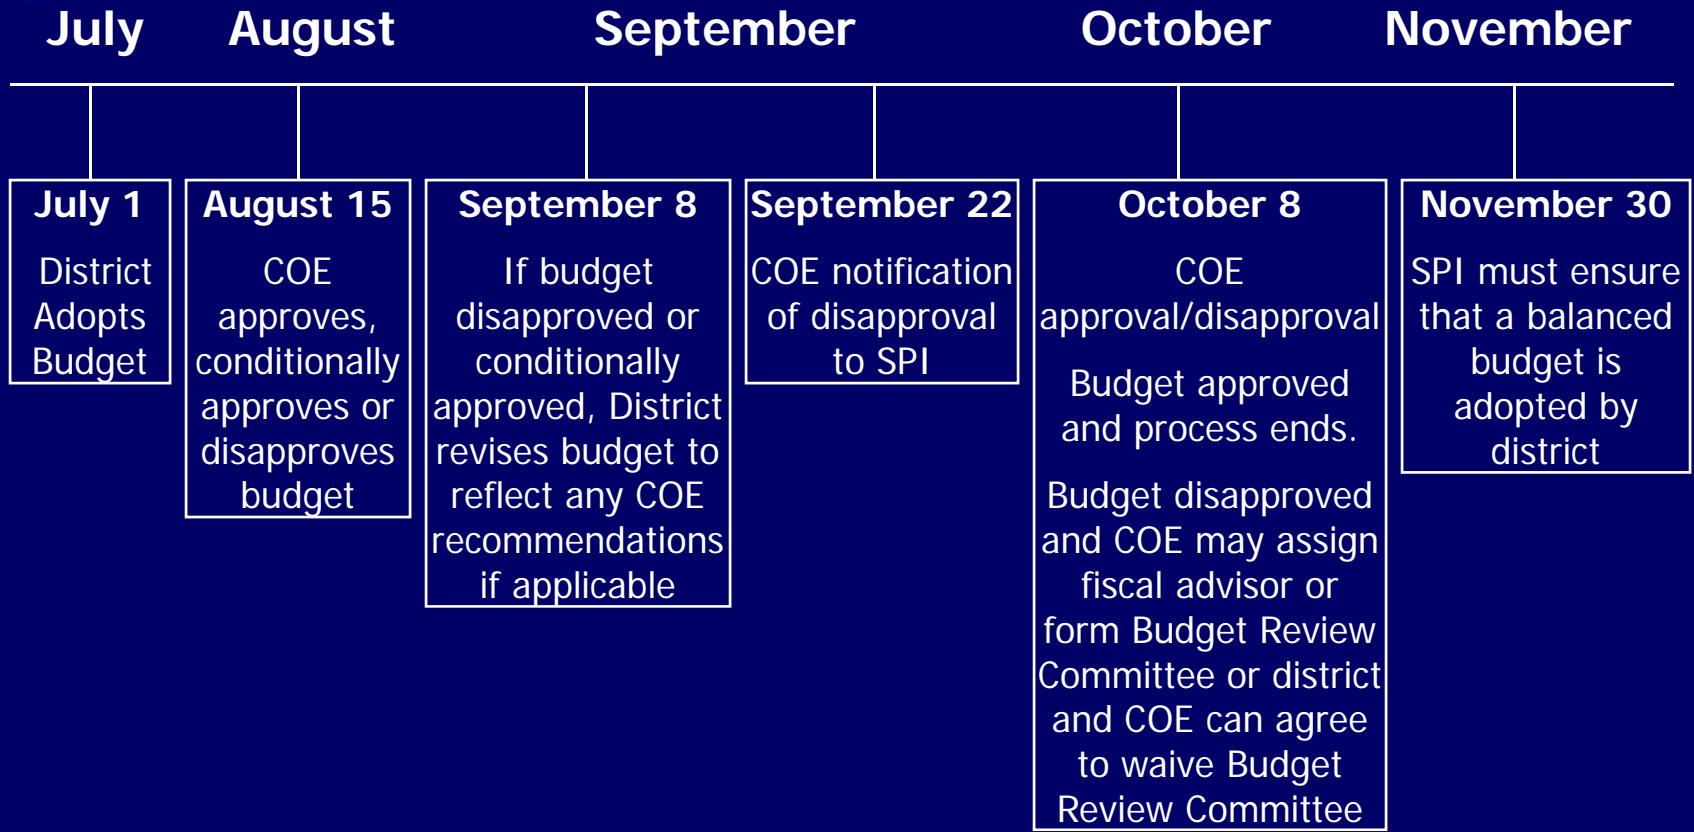 July August September October November
July 1
District
Adopts
Budget
August 15
COE
approves,
conditionally
approves or
disapproves
budget
September 8
If budget
disapproved or
conditionally
approved, District
revises budget to
reflect any COE
recommendations
if applicable
September 22
COE notification
of disapproval
to SPI
October 8
COE
approval/disapproval
Budget approved
and process ends.
Budget disapproved
and COE may assign
fiscal advisor or
form Budget Review
Committee or district
and COE can agree
to waive Budget
Review Committee
November 30
SPI must ensure
that a balanced
budget is
adopted by
district